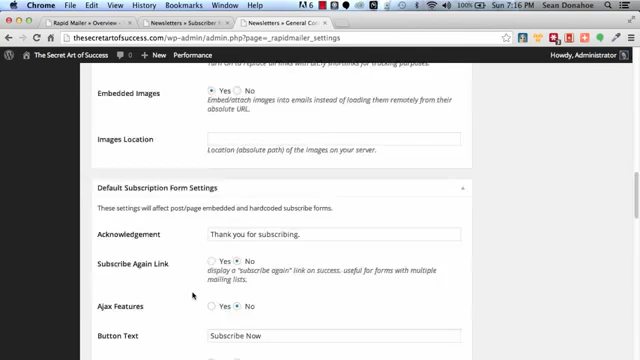 Chrome File Edit View History Bookmarks Window Help
6 100% Sun 7:16 PM Sean Donahoe
Rapid Mailer » Overview ‹
Newsletters » Subscriber
Newsletters » General Con
thesecretartofsuccess.com/wp-admin/admin.php?page=_rapidmailer_settings
The Secret Art of Success
0
+ New
Performance
Howdy, Administrator
Turn on to replace all links with bit.ly shortlinks for tracking purposes.
Embedded Images
Yes No
Embed/attach images into emails instead of loading them remotely from their
absolute URL.
Images Location
Location (absolute path) of the images on your server.
Default Subscription Form Settings
These settings will affect post/page embedded and hardcoded subscribe forms.
Acknowledgement
Thank you for subscribing.
Subscribe Again Link
Yes No
display a "subscribe again" link on success, useful for forms with multiple
mailing lists.
Ajax Features
Yes No
Button Text
Subscribe Now